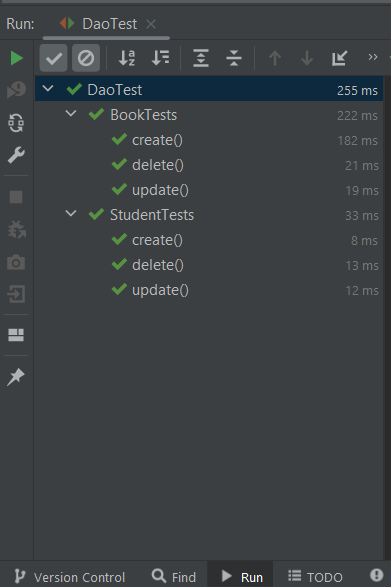 Run: DaoTest
DaoTest 255 ms
BookTests 222 ms
create() 182 ms
delete() 21 ms
update() 19 ms
StudentTests 33 ms
create() 8 ms
delete() 13 ms
update() 12 ms
Version Control Find Run TODO